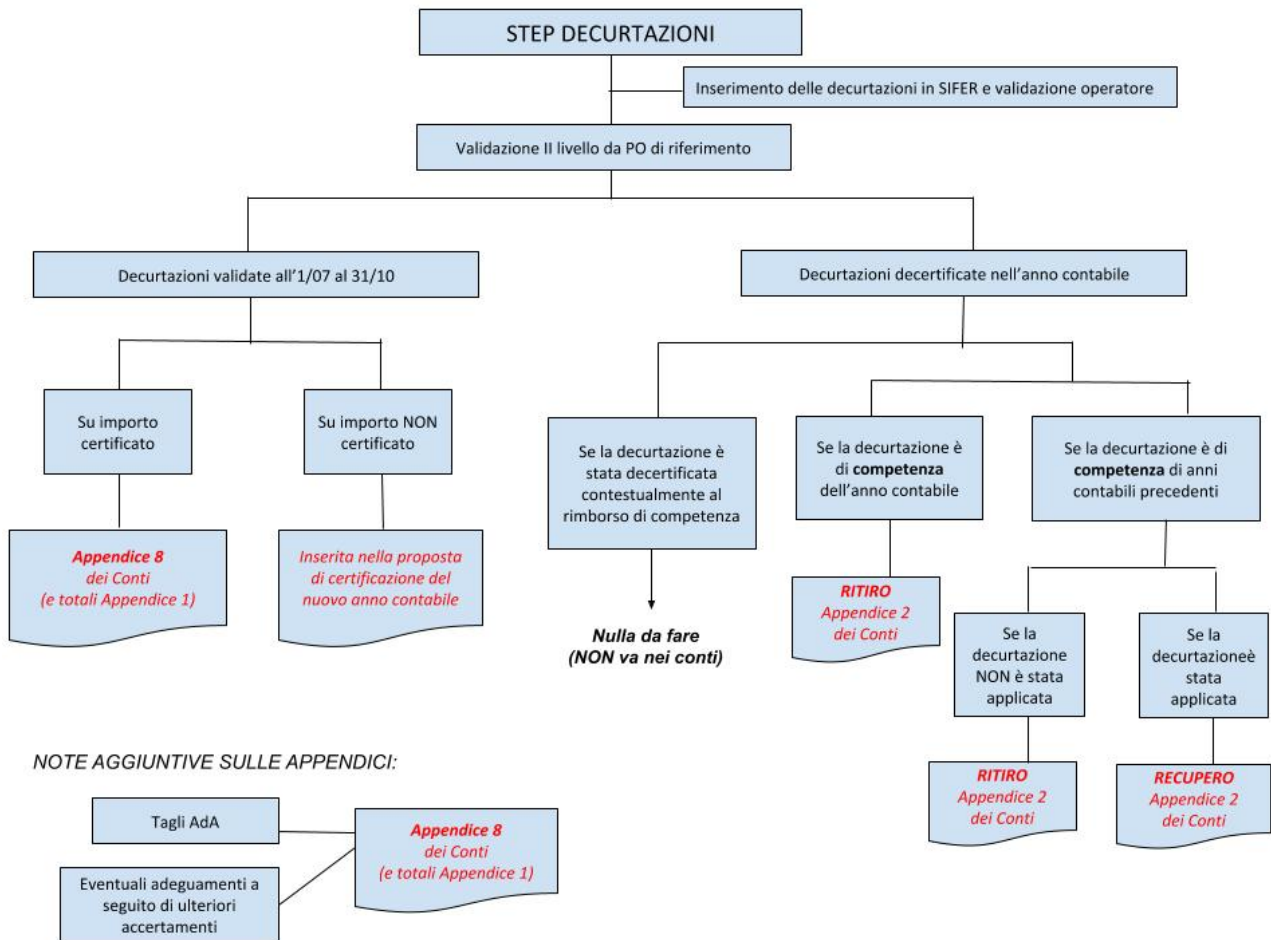 STEP DECURTAZIONI
Inserimento delle decurtazioni in SIFER e validazione operatore
Validazione II livello da PO di riferimento
Decurtazioni validate all'1/07 al 31/10
Decurtazioni decertificate nell'anno contabile
Su importo
certificato
Su importo NON
certificato
Se la decurtazione è
stata decertificata
contestualmente al
rimborso di competenza
Se la decurtazione è
di competenza
dell'anno contabile
Se la decurtazione è di
competenza di anni
contabili precedenti
Appendice 8
dei Conti
(e totali Appendice 1)
Inserita nella proposta
di certificazione del
nuovo anno contabile
Nulla da fare
(NON va nei conti)
RITIRO
Appendice 2
dei Conti
Se la
decurtazione
NON è stata
applicata
Se la
decurtazioneè
stata
applicata
RITIRO
Appendice 2
dei Conti
RECUPERO
Appendice 2
dei Conti
NOTE AGGIUNTIVE SULLE APPENDICI:
Tagli AdA
Eventuali adeguamenti a
seguito di ulteriori
accertamenti
Appendice 8
dei Conti
(e totali Appendice 1)